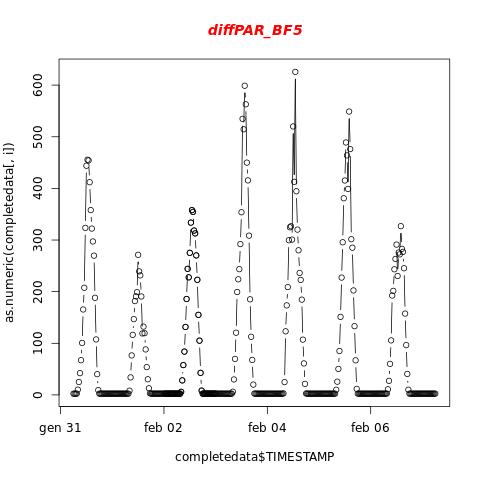 diffPAR_BF5
as.numeric(completedata[, i])
600
500
400
300
200
100
0
gen 31
feb 02
feb 04
feb 06
completedata$TIMESTAMP